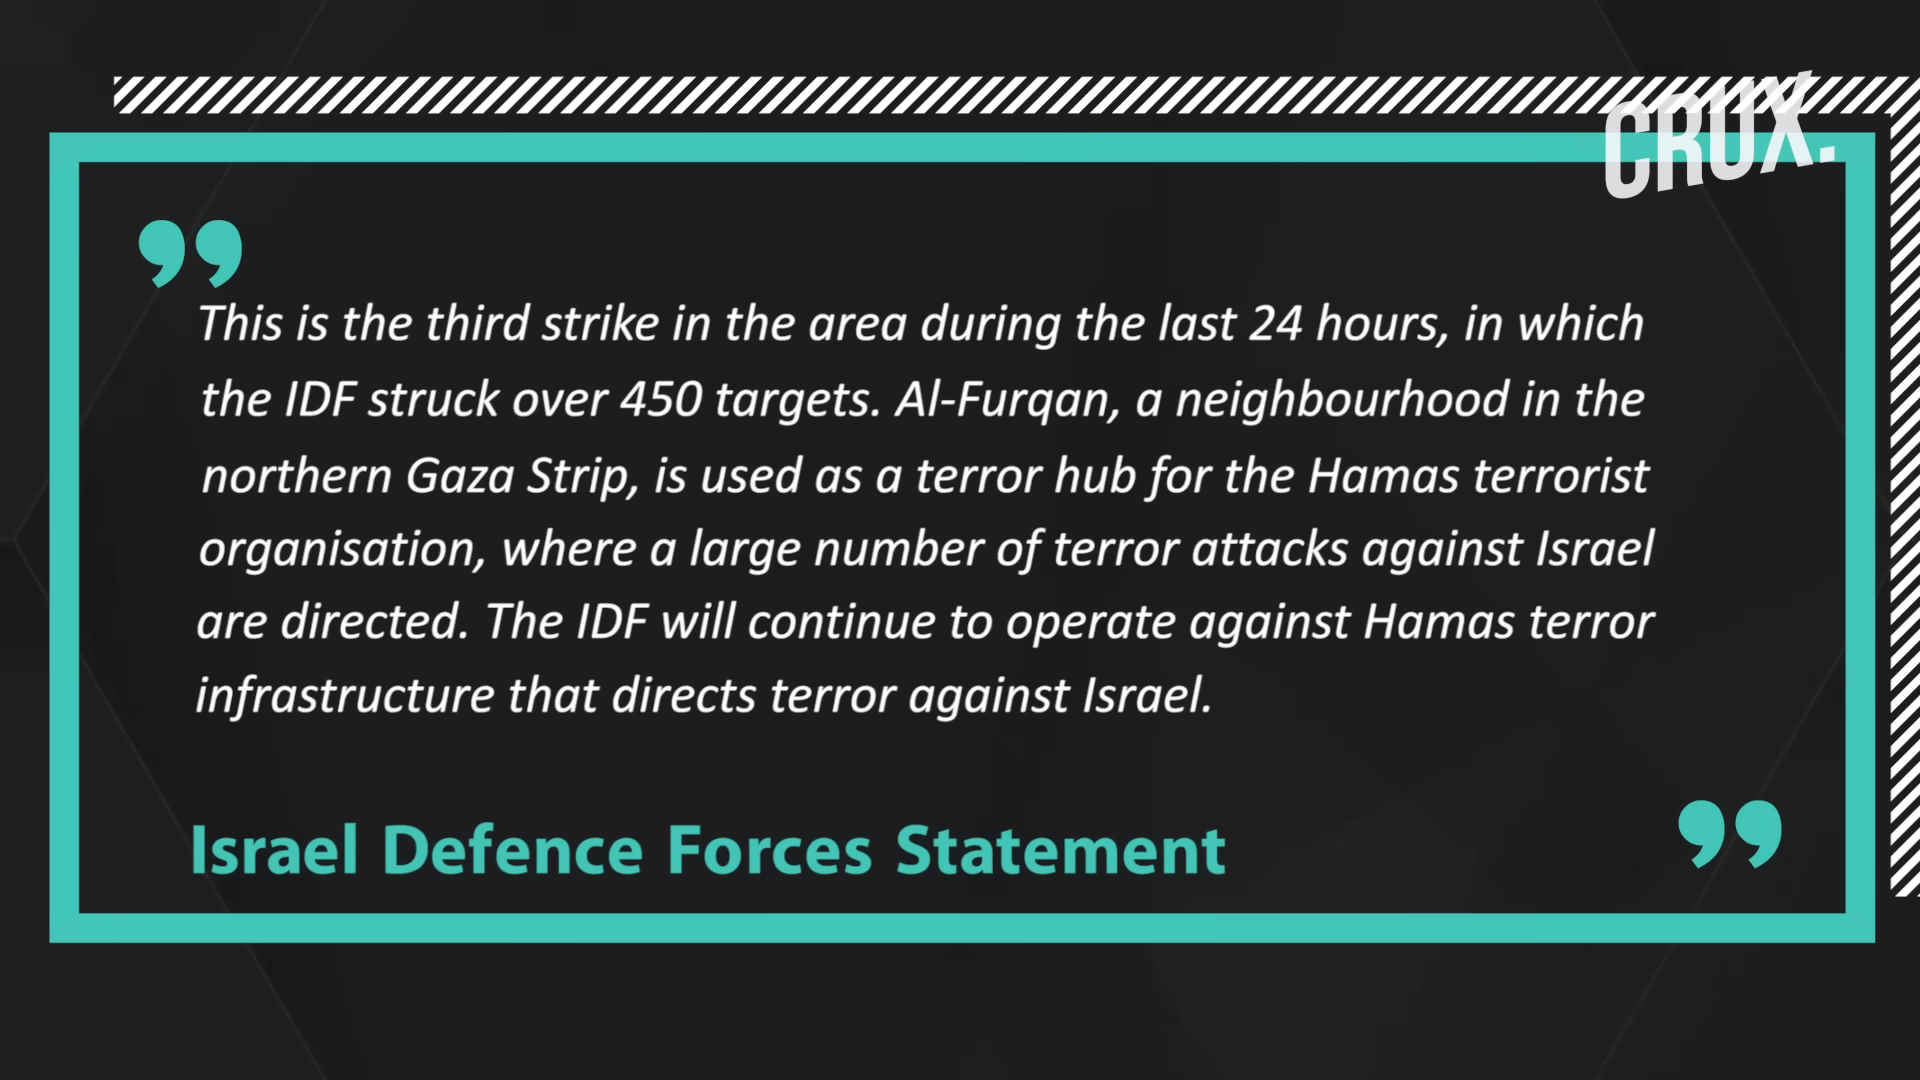 CRUX.
”
This is the third strike in the area during the last 24 hours, in which
the IDF struck over 450 targets. Al-Furqan, a neighbourhood in the
northern Gaza Strip, is used as a terror hub for the Hamas terrorist
organisation, where a large number of terror attacks against Israel
are directed. The IDF will continue to operate against Hamas terror
infrastructure that directs terror against Israel.
Israel Defence Forces Statement
”